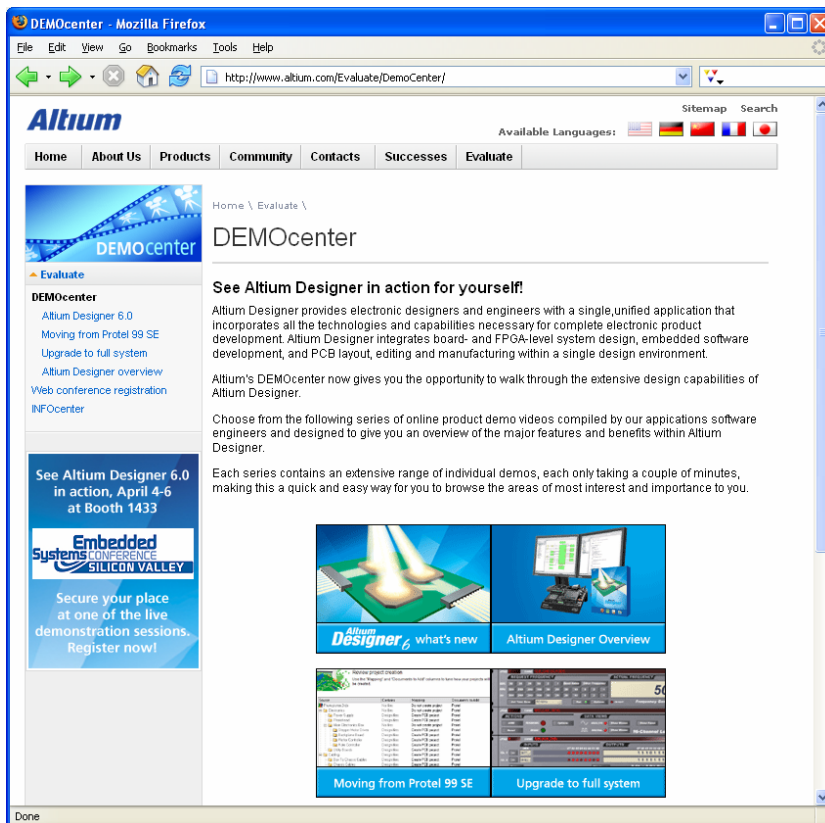 DEMOcenter - Mozilla Firefox
File Edit View Go Bookmarks Tools Help
http://www.altium.com/Evaluate/DemoCenter/
Sitemap Search
Altium
Available Languages:
Home About Us Products Community Contacts Successes Evaluate
DEMOcenter
Evaluate
DEMOcenter
Altium Designer 6.0
Moving from Protel 99 SE
Upgrade to full system
Altium Designer overview
Web conference registration
INFOcenter
See Altium Designer 6.0
in action, April 4-6
at Booth 1433
Embedded
Systems CONFERENCE
SILICON VALLEY
Secure your place
at one of the live
demonstration sessions.
Register now!
Home \ Evaluate \
DEMOcenter
See Altium Designer in action for yourself!
Altium Designer provides electronic designers and engineers with a single,unified application that
incorporates all the technologies and capabilities necessary for complete electronic product
development. Altium Designer integrates board- and FPGA-level system design, embedded software
development, and PCB layout, editing and manufacturing within a single design environment.
Altium's DEMOcenter now gives you the opportunity to walk through the extensive design capabilities of
Altium Designer.
Choose from the following series of online product demo videos compiled by our appications software
engineers and designed to give you an overview of the major features and benefits within Altium
Designer.
Each series contains an extensive range of individual demos, each only taking a couple of minutes,
making this a quick and easy way for you to browse the areas of most interest and importance to you.
Altium
Designer 6 what's new
Altium Designer Overview
Review project creation
Moving from Protel 99 SE
Upgrade to full system
Done